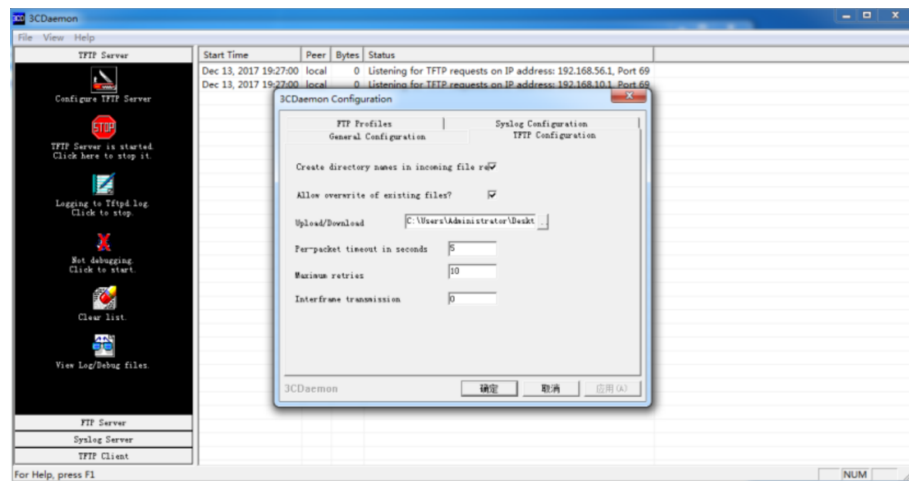 3CDaemon
File View Help
TFTP Server
Configure TFTP Server
STOP
TFTP Server is started.
Click here to stop it.
Logging to Tftpd.log.
Click to stop.
Not debugging.
Click to start.
Clear list.
View Log/Debug files.
FTP Server
Syslog Server
TFTP Client
Start Time Peer Bytes Status
Dec 13, 2017 19:27:00 local 0 Listening for TFTP requests on IP address: 192.168.56.1, Port 69
Dec 13, 2017 19:27:00 local 0 Listening for TFTP requests on IP address: 192.168.10.1, Port 69
3CDaemon Configuration
FTP Profiles Syslog Configuration
General Configuration TFTP Configuration
Create directory names in incoming file re
Allow overwrite of existing files?
Upload/Download C:\Users\Administrator\Deskt ...
Per-packet timeout in seconds 5
Maximum retries 10
Interframe transmission 0
3CDaemon 确定 取消 应用(A)
For Help, press F1 NUM